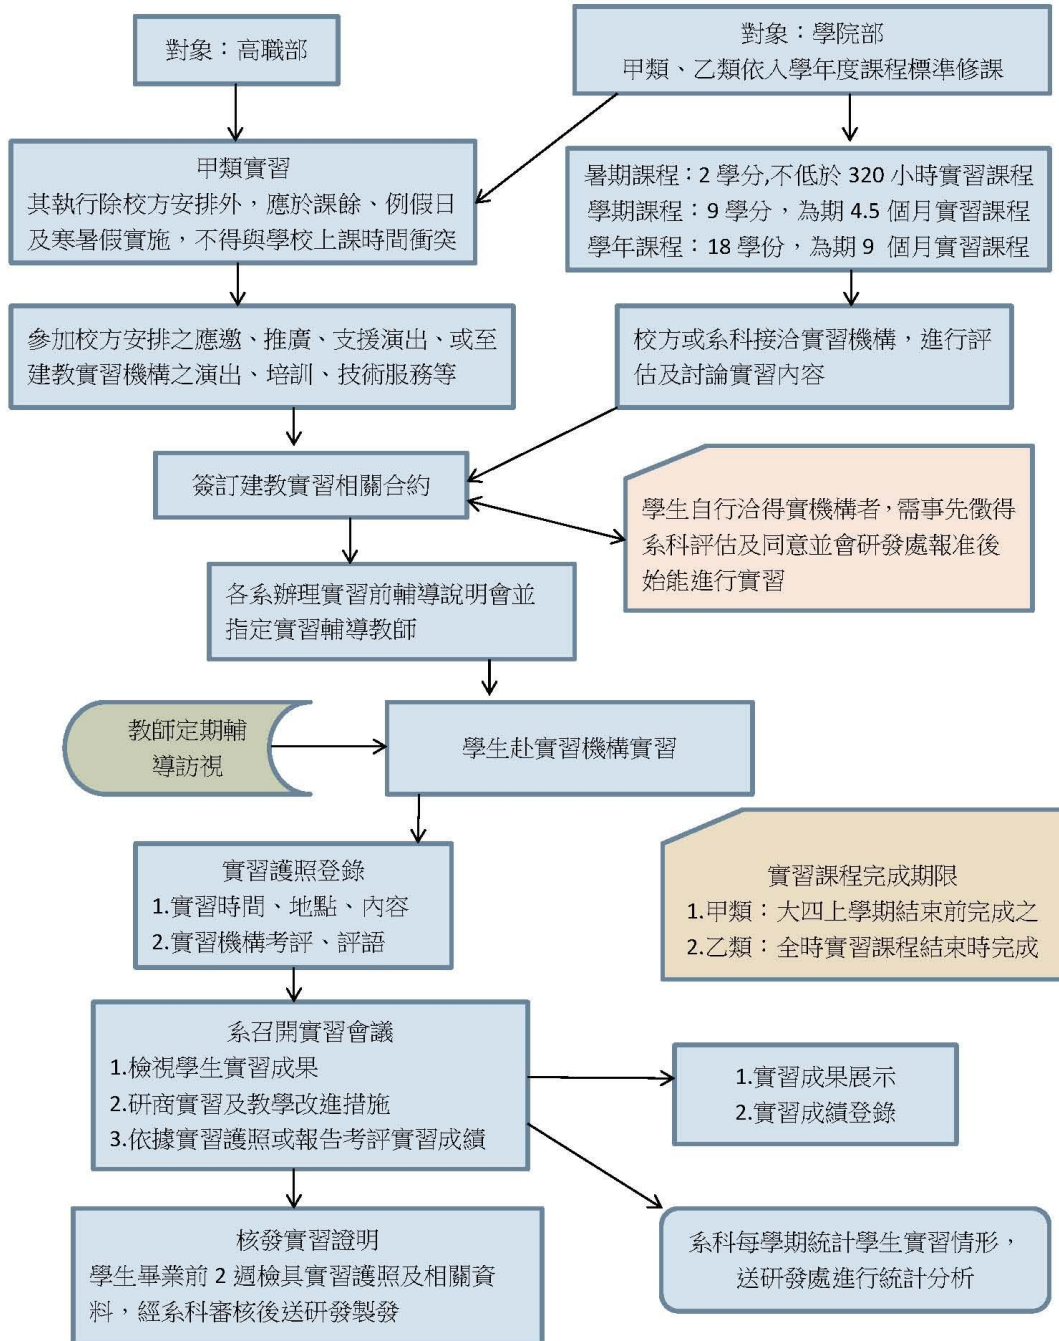 對象：高職部
對象：學院部
甲類、乙類依入學年度課程標準修課
甲類實習
其執行除校方安排外，應於課餘、例假日
及寒暑假實施，不得與學校上課時間衝突
暑期課程：2 學分,不低於 320 小時實習課程
學期課程：9 學分，為期 4.5 個月實習課程
學年課程：18 學份，為期 9 個月實習課程
參加校方安排之應邀、推廣、支援演出、或至
建教實習機構之演出、培訓、技術服務等
校方或系科接洽實習機構，進行評
估及討論實習內容
簽訂建教實習相關合約
學生自行洽得實機構者，需事先徵得
系科評估及同意並會研發處報准後
始能進行實習
各系辦理實習前輔導說明會並
指定實習輔導教師
教師定期輔
導訪視
學生赴實習機構實習
實習護照登錄
1.實習時間、地點、內容
2.實習機構考評、評語
實習課程完成期限
1.甲類：大四上學期結束前完成之
2.乙類：全時實習課程結束時完成
系召開實習會議
1.檢視學生實習成果
2.研商實習及教學改進措施
3.依據實習護照或報告考評實習成績
1.實習成果展示
2.實習成績登錄
核發實習證明
學生畢業前 2 週檢具實習護照及相關資
料，經系科審核後送研發製發
系科每學期統計學生實習情形，
送研發處進行統計分析